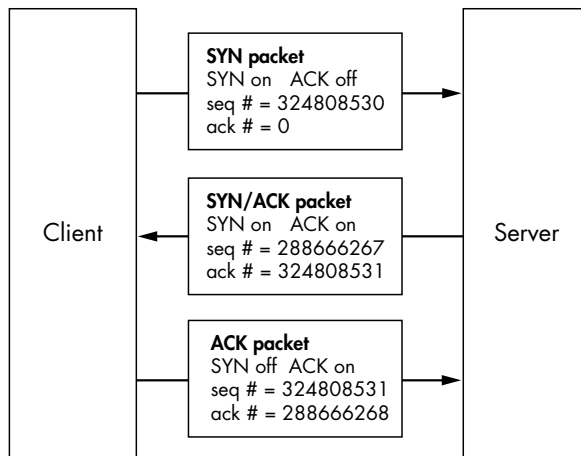 SYN packet
SYN on ACK off
seq # = 324808530
ack # = 0
SYN/ACK packet
SYN on ACK on
seq # = 288666267
ack # = 324808531
Client
Server
ACK packet
SYN off ACK on
seq # = 324808531
ack # = 288666268